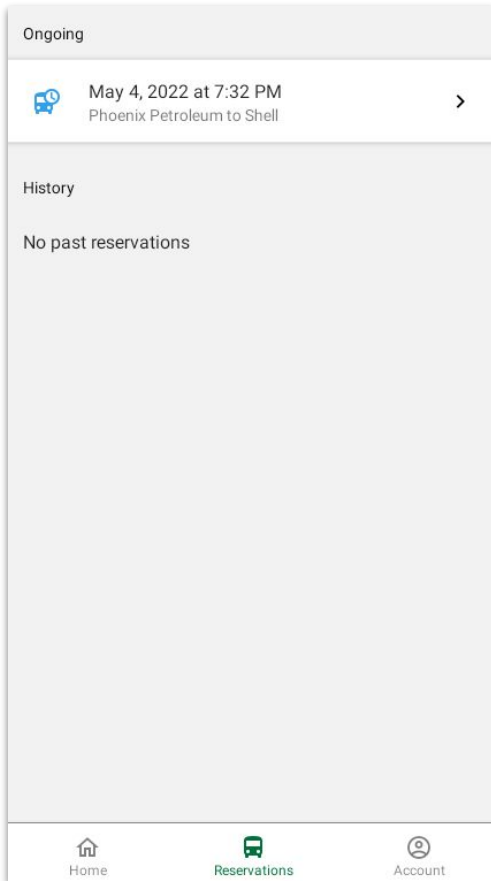 Ongoing
May 4, 2022 at 7:32 PM
Phoenix Petroleum to Shell
History
No past reservations
Home
Reservations
Account